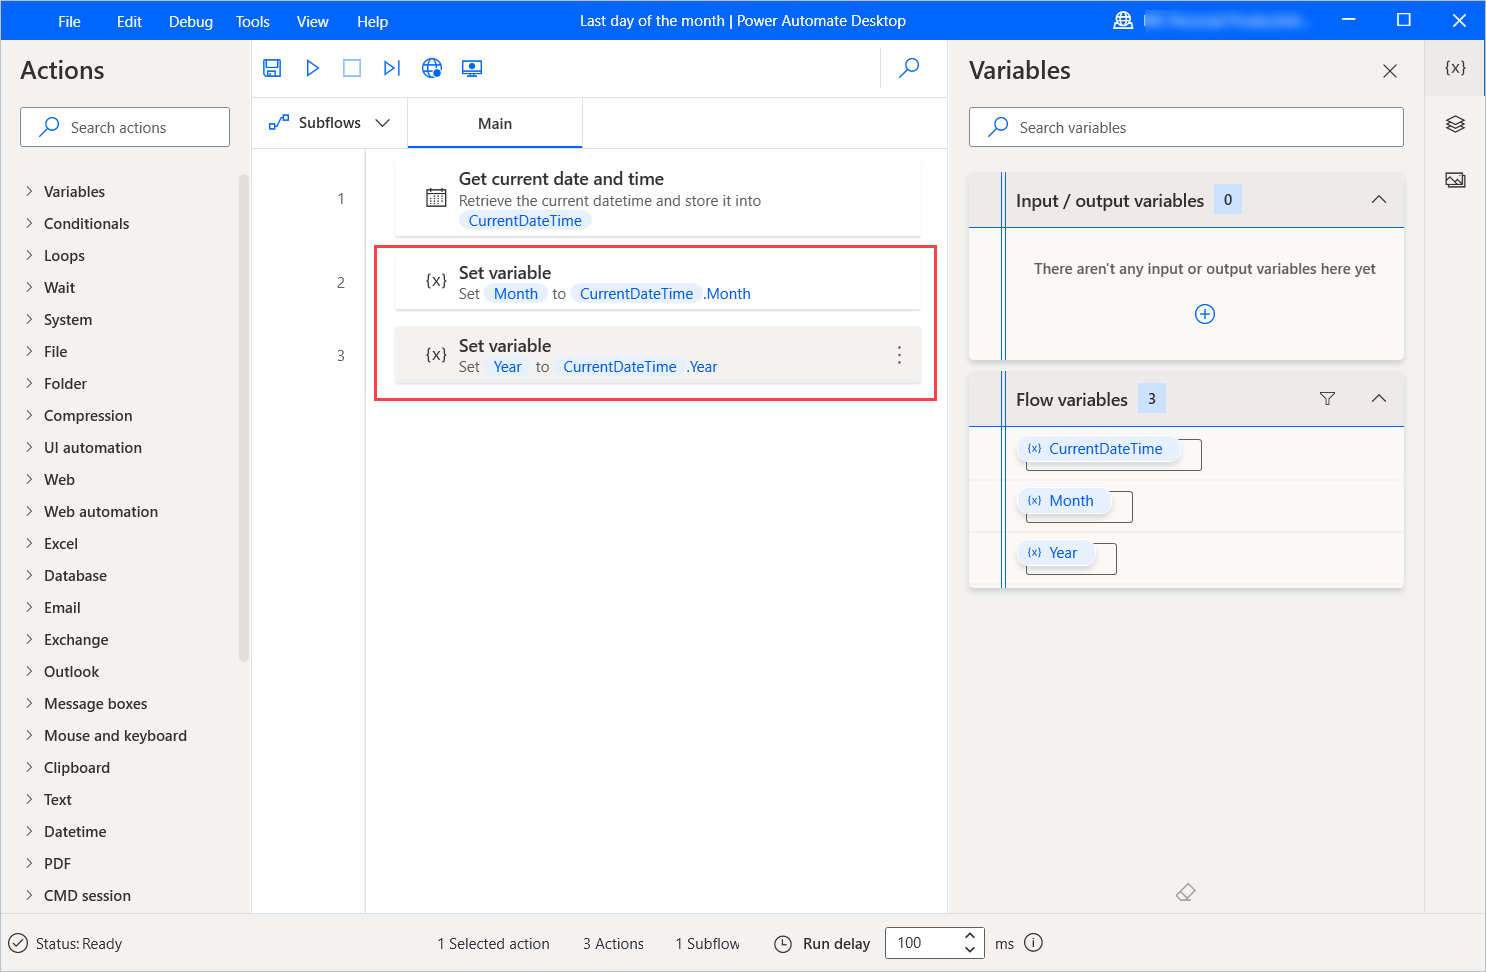 File Edit Debug Tools View Help Last day of the month | Power Automate Desktop
Actions
Search actions
Variables
Conditionals
Loops
Wait
System
File
Folder
Compression
UI automation
Web
Web automation
Excel
Database
Email
Exchange
Outlook
Message boxes
Mouse and keyboard
Clipboard
Text
Datetime
PDF
CMD session
Subflows Main
1
Get current date and time
Retrieve the current datetime and store it into
CurrentDateTime
2
{x} Set variable
Set Month to CurrentDateTime .Month
3
{x} Set variable
Set Year to CurrentDateTime .Year
Variables
{x}
Search variables
Input / output variables 0
There aren't any input or output variables here yet
Flow variables 3
{x} CurrentDateTime
{x} Month
{x} Year
Status: Ready 1 Selected action 3 Actions 1 Subflow Run delay 100 ms